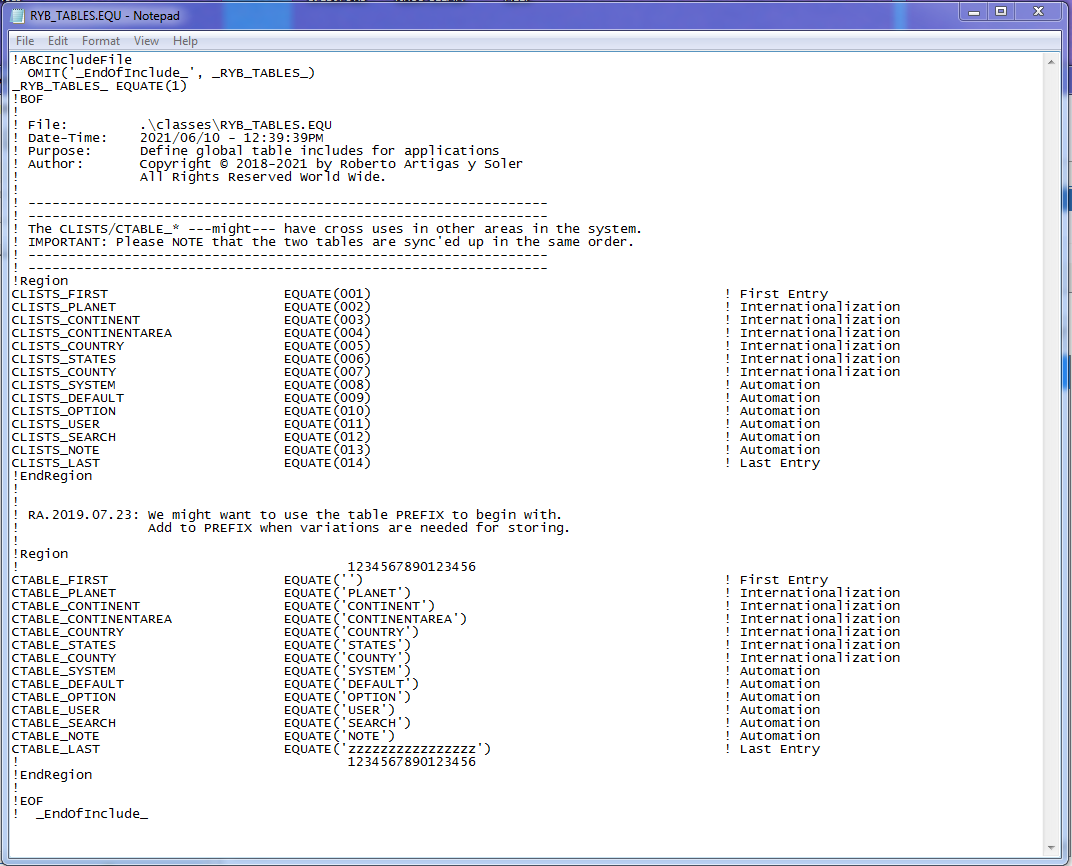 RYB_TABLES.EQU - Notepad
File Edit Format View Help
!ABCIncludeFile
  OMIT('_EndOfInclude_', _RYB_TABLES_)
_RYB_TABLES_ EQUATE(1)
!BOF
!
! File:         .\classes\RYB_TABLES.EQU
! Date-Time:    2021/06/10 - 12:39:39PM
! Purpose:      Define global table includes for applications
! Author:       Copyright © 2018-2021 by Roberto Artigas y Soler
!               All Rights Reserved World Wide.
!
! -----------------------------------------------------------------
! -----------------------------------------------------------------
! The CLISTS/CTABLE_* ---might--- have cross uses in other areas in the system.
! IMPORTANT: Please NOTE that the two tables are sync'ed up in the same order.
! -----------------------------------------------------------------
! -----------------------------------------------------------------
!Region
CLISTS_FIRST                      EQUATE(001)                                            ! First Entry
CLISTS_PLANET                     EQUATE(002)                                            ! Internationalization
CLISTS_CONTINENT                  EQUATE(003)                                            ! Internationalization
CLISTS_CONTINENTAREA              EQUATE(004)                                            ! Internationalization
CLISTS_COUNTRY                    EQUATE(005)                                            ! Internationalization
CLISTS_STATES                     EQUATE(006)                                            ! Internationalization
CLISTS_COUNTY                     EQUATE(007)                                            ! Internationalization
CLISTS_SYSTEM                     EQUATE(008)                                            ! Automation
CLISTS_DEFAULT                    EQUATE(009)                                            ! Automation
CLISTS_OPTION                     EQUATE(010)                                            ! Automation
CLISTS_USER                       EQUATE(011)                                            ! Automation
CLISTS_SEARCH                     EQUATE(012)                                            ! Automation
CLISTS_NOTE                       EQUATE(013)                                            ! Automation
CLISTS_LAST                       EQUATE(014)                                            ! Last Entry
!EndRegion
!
!
! RA.2019.07.23: We might want to use the table PREFIX to begin with.
!                Add to PREFIX when variations are needed for storing.
!
!Region
!                                         1234567890123456
CTABLE_FIRST                      EQUATE('')                                             ! First Entry
CTABLE_PLANET                     EQUATE('PLANET')                                       ! Internationalization
CTABLE_CONTINENT                  EQUATE('CONTINENT')                                    ! Internationalization
CTABLE_CONTINENTAREA              EQUATE('CONTINENTAREA')                                ! Internationalization
CTABLE_COUNTRY                    EQUATE('COUNTRY')                                      ! Internationalization
CTABLE_STATES                     EQUATE('STATES')                                       ! Internationalization
CTABLE_COUNTY                     EQUATE('COUNTY')                                       ! Internationalization
CTABLE_SYSTEM                     EQUATE('SYSTEM')                                       ! Automation
CTABLE_DEFAULT                    EQUATE('DEFAULT')                                      ! Automation
CTABLE_OPTION                     EQUATE('OPTION')                                       ! Automation
CTABLE_USER                       EQUATE('USER')                                         ! Automation
CTABLE_SEARCH                     EQUATE('SEARCH')                                       ! Automation
CTABLE_NOTE                       EQUATE('NOTE')                                         ! Automation
CTABLE_LAST                       EQUATE('zzzzzzzzzzzzzzzz')                             ! Last Entry
!                                         1234567890123456
!EndRegion
!
!EOF
!  _EndOfInclude_